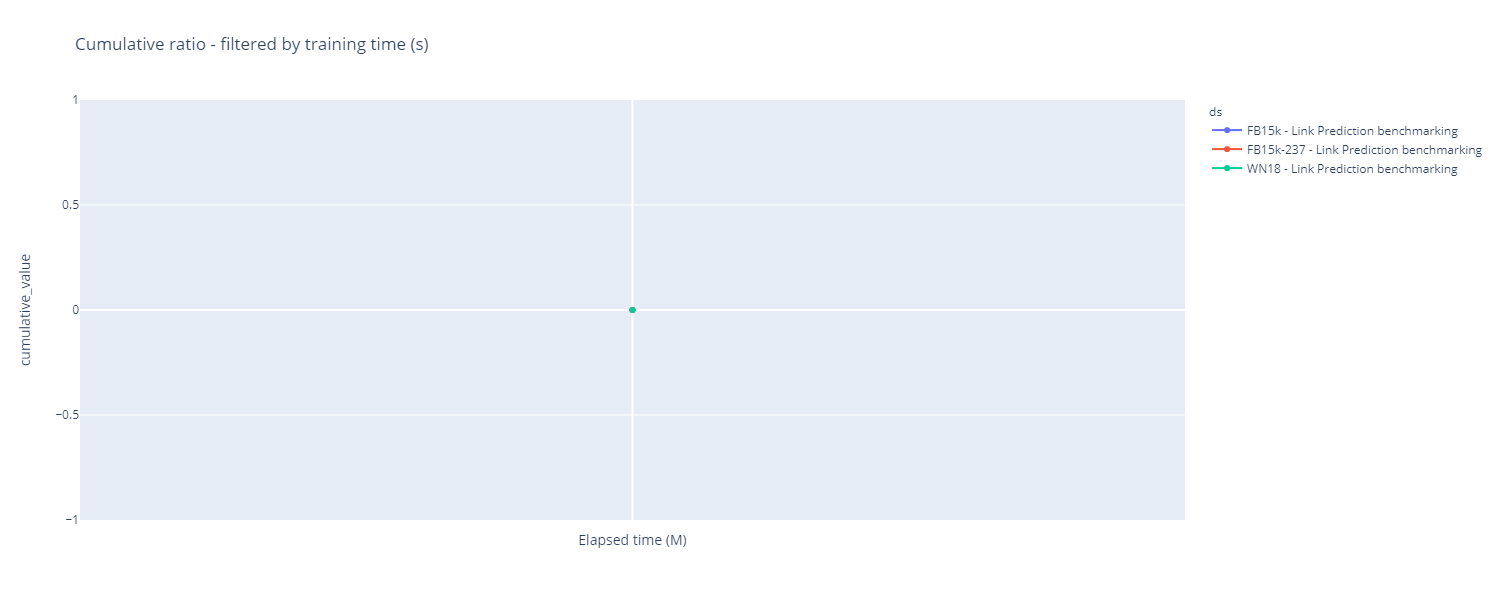 Cumulative ratio - filtered by training time (s)
1
0.5
0
−0.5
−1
cumulative_value
Elapsed time (M)
ds
FB15k - Link Prediction benchmarking
FB15k-237 - Link Prediction benchmarking
WN18 - Link Prediction benchmarking